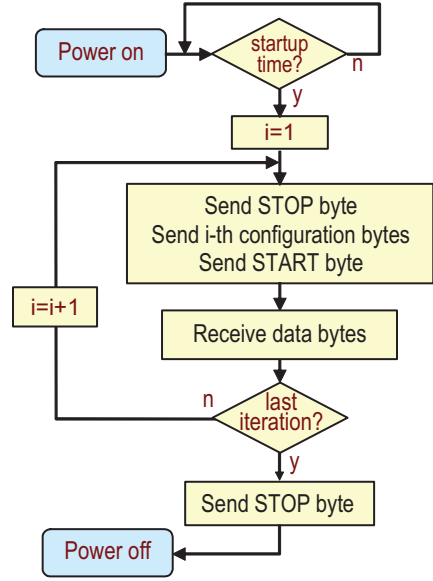 Power on
startup
time?
n
y
i=1
Send STOP byte
Send i-th configuration bytes
Send START byte
i=i+1
Receive data bytes
n
last
iteration?
y
Send STOP byte
Power off